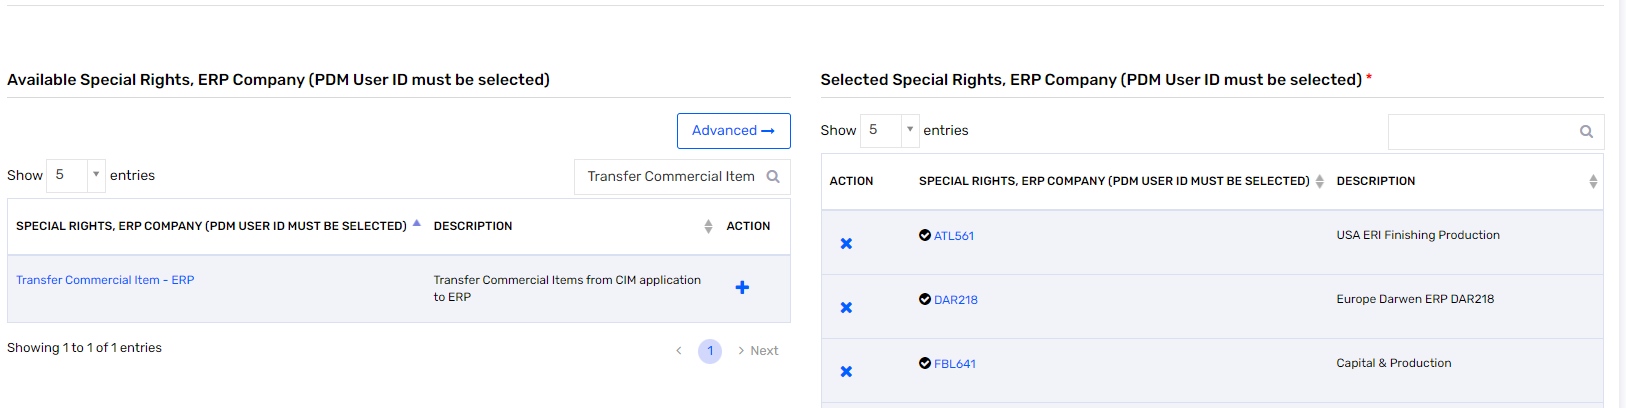 Available Special Rights, ERP Company (PDM User ID must be selected)
Advanced
Show 5 entries
Transfer Commercial Item
SPECIAL RIGHTS, ERP COMPANY (PDM USER ID MUST BE SELECTED) DESCRIPTION ACTION
Transfer Commercial Item - ERP
Transfer Commercial Items from CIM application
to ERP
Showing 1 to 1 of 1 entries
1 Next
Selected Special Rights, ERP Company (PDM User ID must be selected) *
Show 5 entries
ACTION SPECIAL RIGHTS, ERP COMPANY (PDM USER ID MUST BE SELECTED) DESCRIPTION
ATL561 USA ERI Finishing Production
DAR218 Europe Darwen ERP DAR218
FBL641 Capital & Production